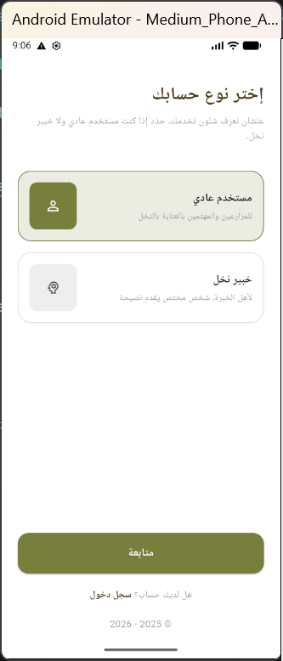 Android Emulator - Medium_Phone_A...
9:06
إختر نوع حسابك
علشان نعرف شلون نخدمك، حدد إذا كنت مستخدم عادي ولا خبير
نخل.
مستخدم عادي
للمزارعين والمهتمين بالعناية بالنخل
خبير نخل
لأهل الخبرة، شخص مختص يقدم نصيحة
متابعة
هل لديك حساب؟ سجل دخول
© 2025 - 2026